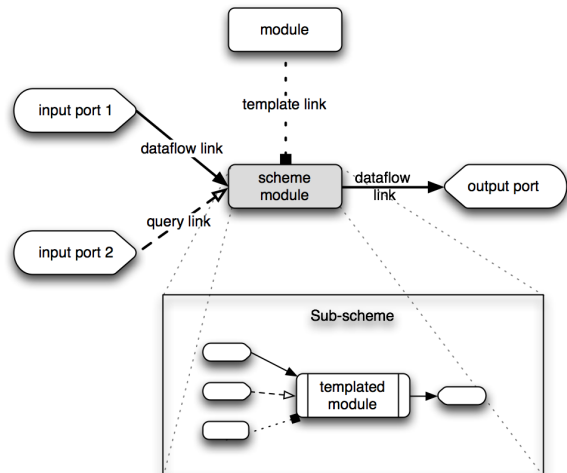 module
input port 1
template link
dataflow link
scheme
module
dataflow
link
output port
query link
input port 2
Sub-scheme
templated
module